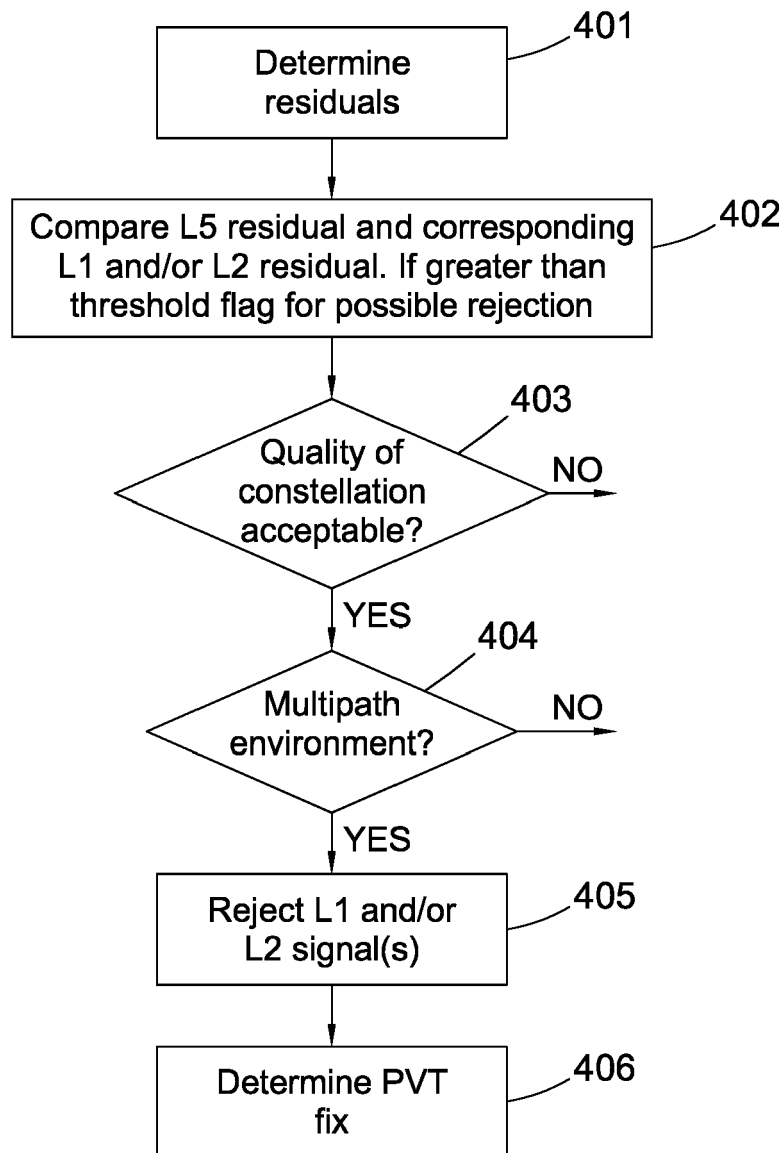 401
Determine
residuals
402
Compare L5 residual and corresponding
L1 and/or L2 residual. If greater than
threshold flag for possible rejection
403
Quality of
constellation
acceptable?
NO
YES
404
Multipath
environment?
NO
YES
405
Reject L1 and/or
L2 signal(s)
406
Determine PVT
fix